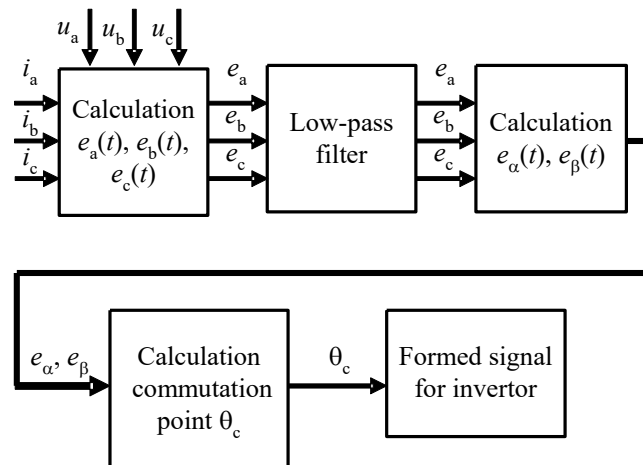 u_a u_b u_c
i_a
i_b
i_c
Calculation
e_a(t), e_b(t),
e_c(t)
e_a
e_b
e_c
Low-pass
filter
e_a
e_b
e_c
Calculation
e_α(t), e_β(t)
e_α, e_β
Calculation
commutation
point θ_c
θ_c
Formed signal
for invertor